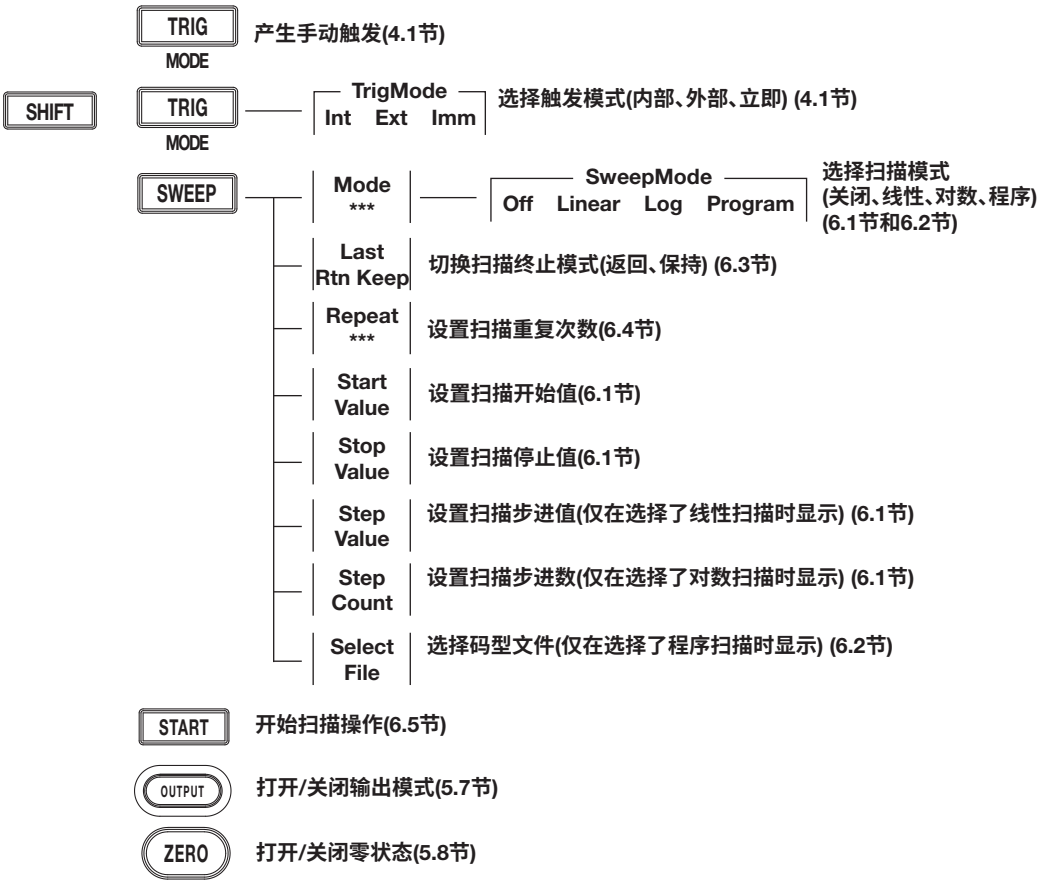 TRIG
产生手动触发(4.1节)
MODE
SHIFT
TRIG
TrigMode
Int Ext Imm
选择触发模式(内部、外部、立即) (4.1节)
MODE
SWEEP
Mode
***
SweepMode
Off Linear Log Program
选择扫描模式
(关闭、线性、对数、程序)
(6.1节和6.2节)
Last
Rtn Keep
切换扫描终止模式(返回、保持) (6.3节)
Repeat
***
设置扫描重复次数(6.4节)
Start
Value
设置扫描开始值(6.1节)
Stop
Value
设置扫描停止值(6.1节)
Step
Value
设置扫描步进值(仅在选择了线性扫描时显示) (6.1节)
Step
Count
设置扫描步进数(仅在选择了对数扫描时显示) (6.1节)
Select
File
选择码型文件(仅在选择了程序扫描时显示) (6.2节)
START
开始扫描操作(6.5节)
OUTPUT
打开/关闭输出模式(5.7节)
ZERO
打开/关闭零状态(5.8节)